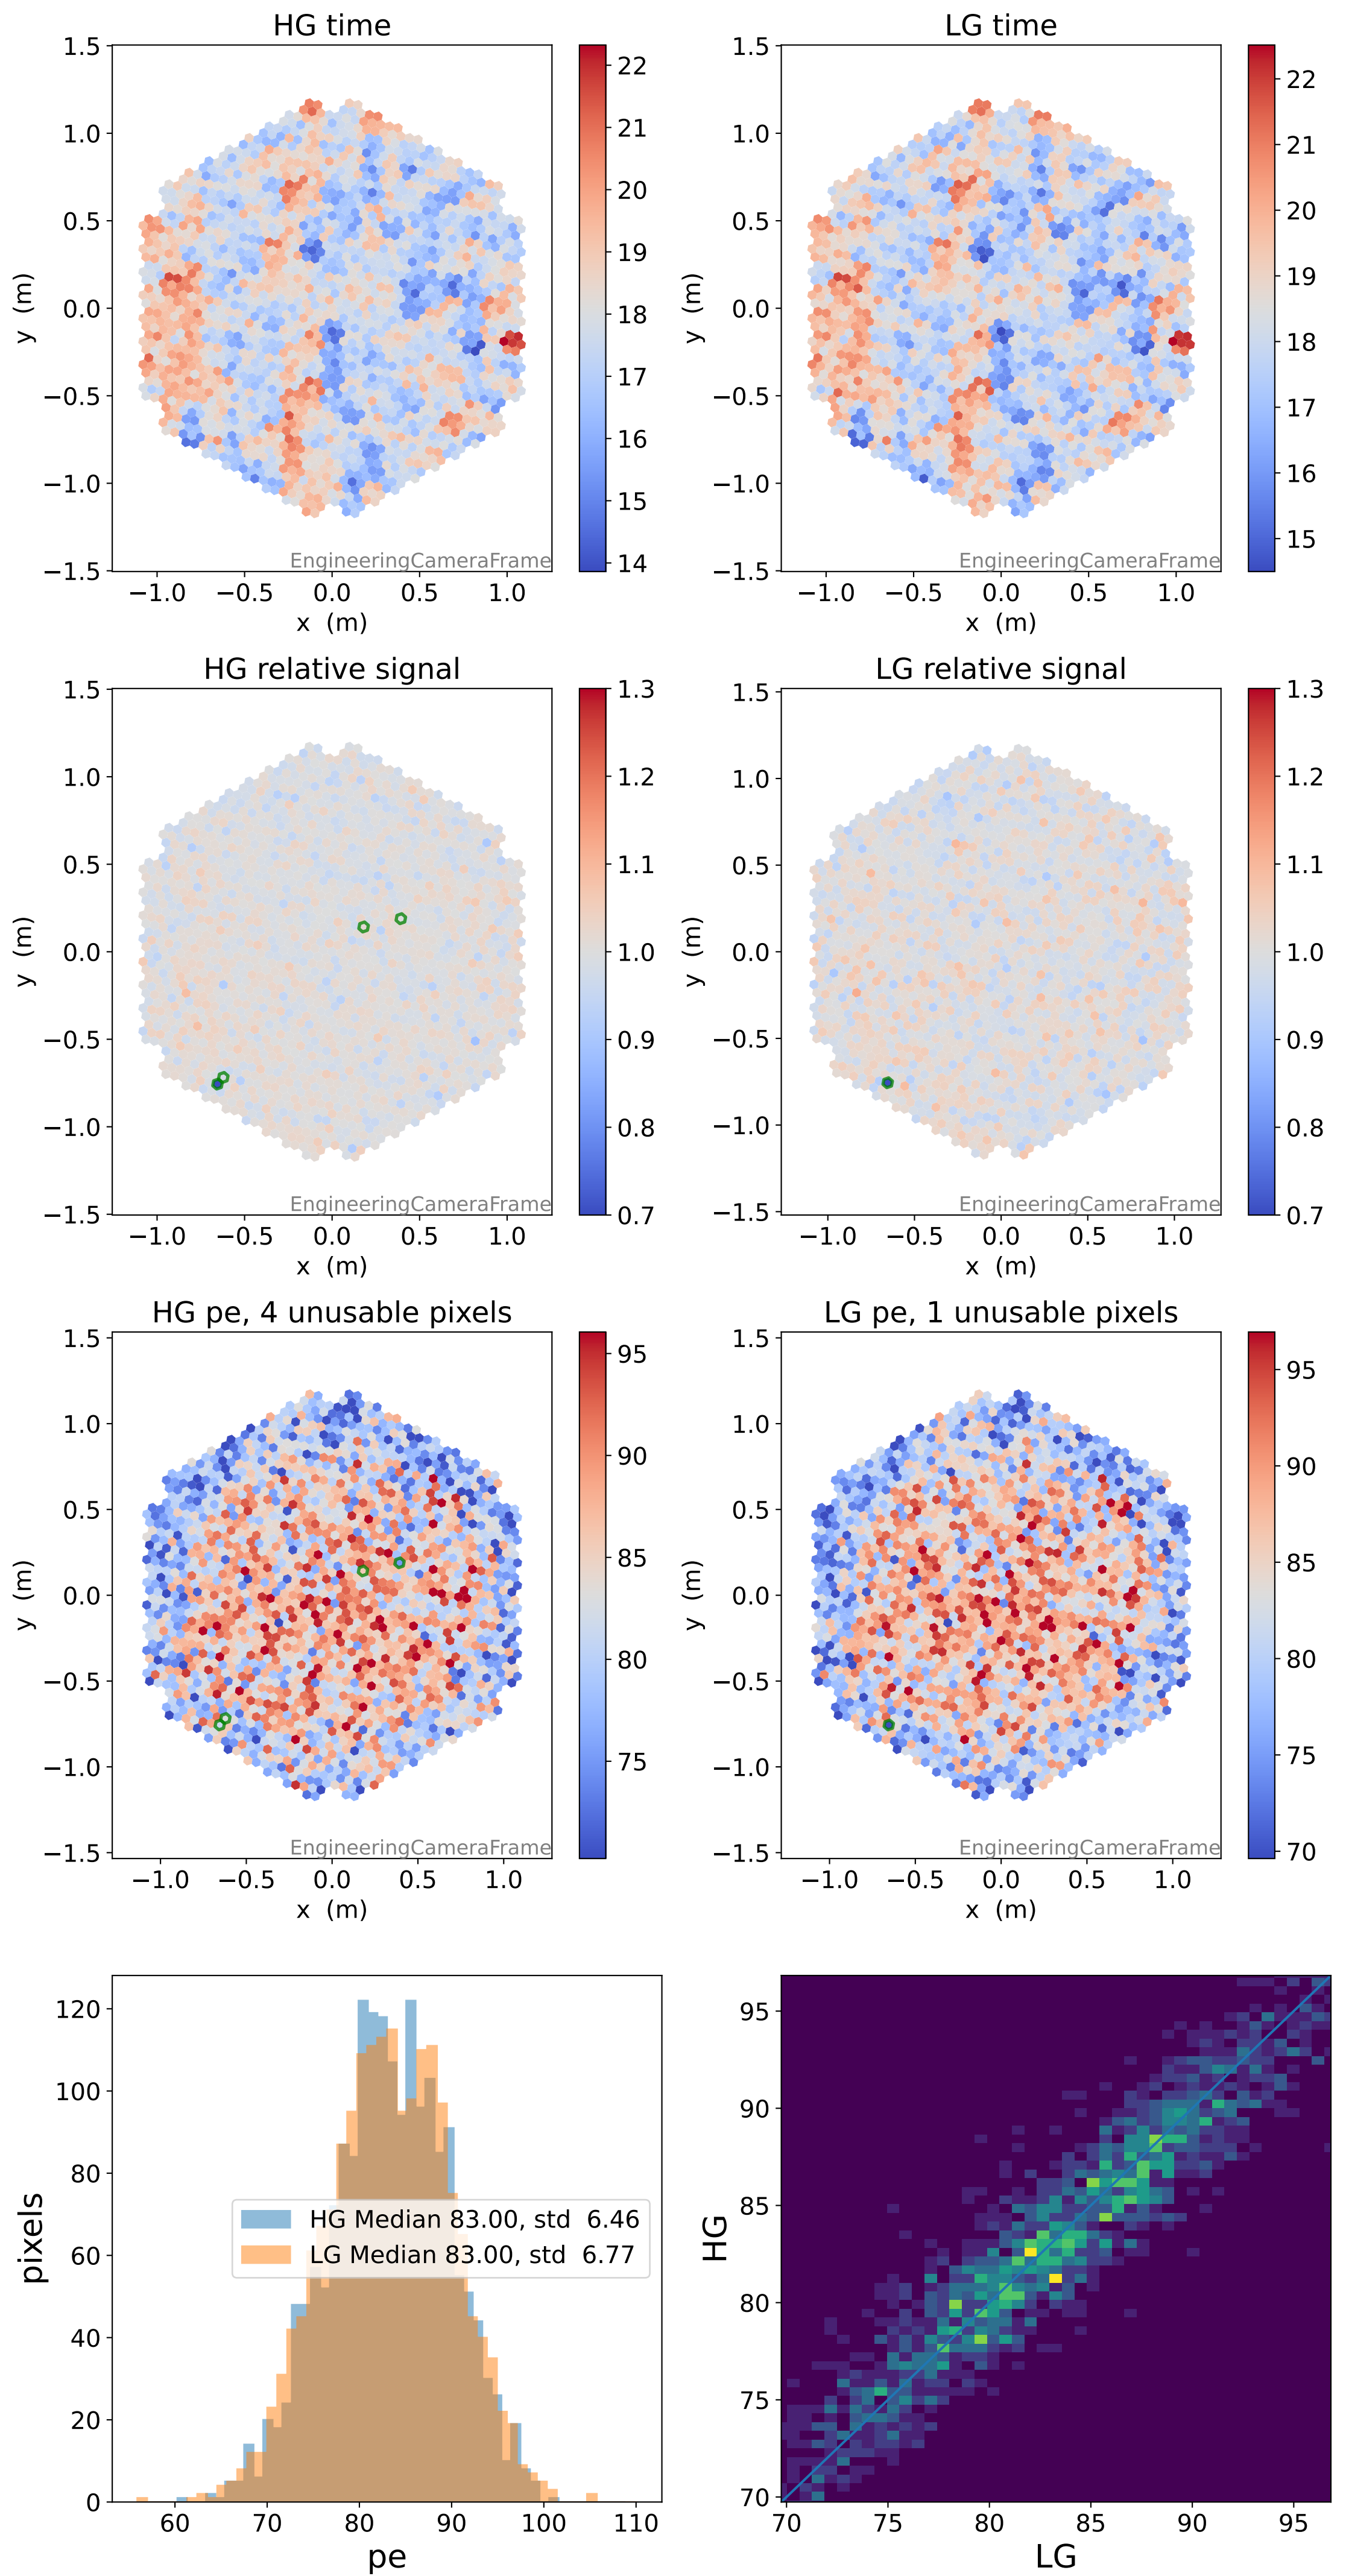 HG time
1.5
1.0
0.5
0.0
−0.5
−1.0
−1.5
y (m)
−1.0 −0.5 0.0 0.5 1.0
x (m)
EngineeringCameraFrame
22
21
20
19
18
17
16
15
14
LG time
1.5
1.0
0.5
0.0
−0.5
−1.0
−1.5
y (m)
−1.0 −0.5 0.0 0.5 1.0
x (m)
EngineeringCameraFrame
22
21
20
19
18
17
16
15
HG relative signal
1.5
1.0
0.5
0.0
−0.5
−1.0
−1.5
y (m)
−1.0 −0.5 0.0 0.5 1.0
x (m)
EngineeringCameraFrame
1.3
1.2
1.1
1.0
0.9
0.8
0.7
LG relative signal
1.5
1.0
0.5
0.0
−0.5
−1.0
−1.5
y (m)
−1.0 −0.5 0.0 0.5 1.0
x (m)
EngineeringCameraFrame
1.3
1.2
1.1
1.0
0.9
0.8
0.7
HG pe, 4 unusable pixels
1.5
1.0
0.5
0.0
−0.5
−1.0
−1.5
y (m)
−1.0 −0.5 0.0 0.5 1.0
x (m)
EngineeringCameraFrame
95
90
85
80
75
LG pe, 1 unusable pixels
1.5
1.0
0.5
0.0
−0.5
−1.0
−1.5
y (m)
−1.0 −0.5 0.0 0.5 1.0
x (m)
EngineeringCameraFrame
95
90
85
80
75
70
120
100
80
60
40
20
0
pixels
HG Median 83.00, std 6.46
LG Median 83.00, std 6.77
60 70 80 90 100 110
pe
95
90
85
80
75
70
HG
70 75 80 85 90 95
LG